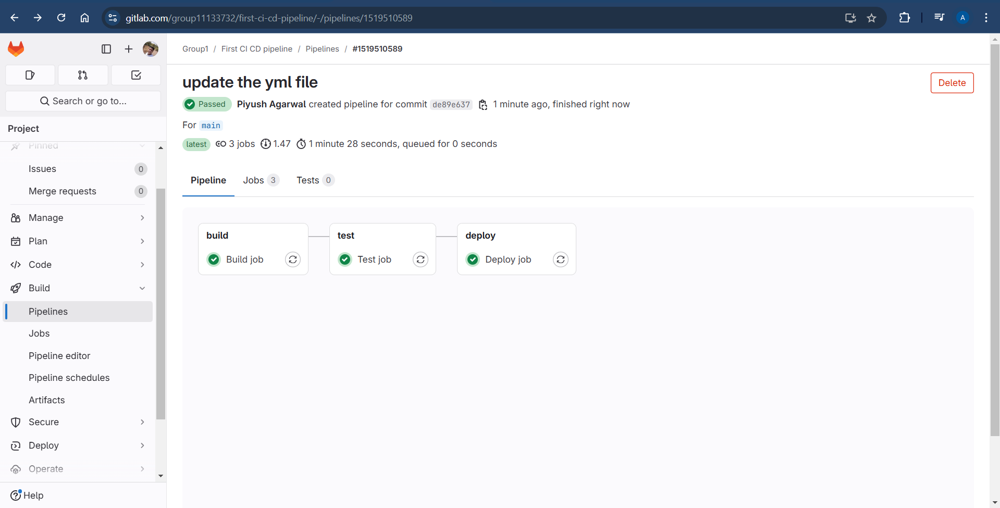 gitlab.com/group11133732/first-ci-cd-pipeline/-/pipelines/1519510589
A
Group1 / First CI CD pipeline / Pipelines / #1519510589
Search or go to...
Project
Pinned
Issues 0
Merge requests 0
Manage
Plan
Code
Build
Pipelines
Jobs
Pipeline editor
Pipeline schedules
Artifacts
Secure
Deploy
Operate
Help
update the yml file
Delete
Passed Piyush Agarwal created pipeline for commit de89e637 1 minute ago, finished right now
For main
latest 3 jobs 1.47 1 minute 28 seconds, queued for 0 seconds
Pipeline Jobs 3 Tests 0
build test deploy
Build job Test job Deploy job